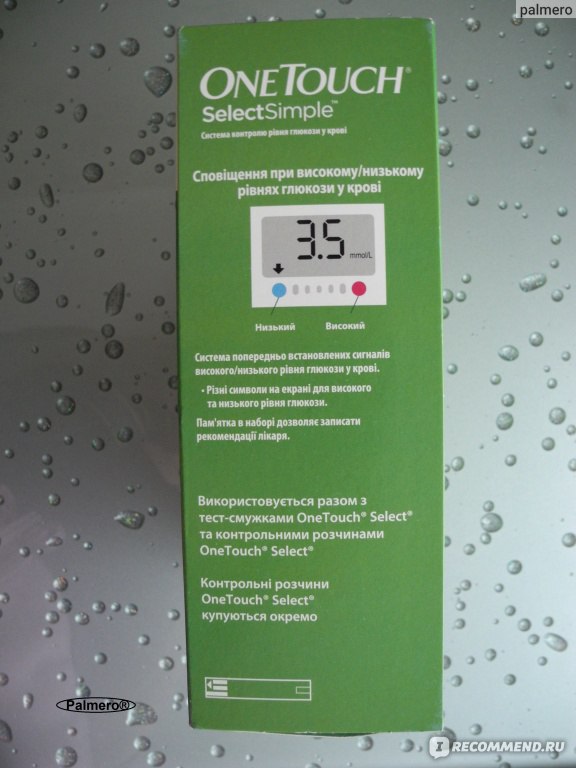 palmero
ONETOUCH®
SelectSimple™
Система контролю рівня глюкози у крові
Сповіщення при високому/низькому
рівнях глюкози у крові
3.5 mmol/L
Низький Високий
Система попередньо встановлених сигналів
високого/низького рівня глюкози у крові.
• Різні символи на екрані для високого
та низького рівня глюкози.
Пам'ятка в наборі дозволяє записати
рекомендації лікаря.
Використовується разом з
тест-смужками OneTouch® Select®
та контрольними розчинами
OneTouch® Select®
Контрольні розчини
OneTouch® Select®
купуються окремо
Palmero®
I RECOMMEND.RU